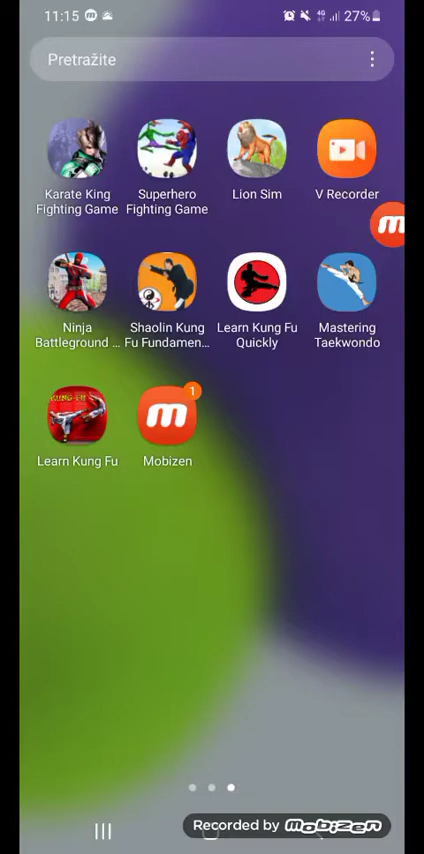 11:15
4G
27%
Pretražite
Karate King
Fighting Game
Superhero
Fighting Game
Lion Sim
V Recorder
Ninja
Battleground ...
Shaolin Kung
Fu Fundamen...
Learn Kung Fu
Quickly
Mastering
Taekwondo
KUNG-FU
1
Learn Kung Fu
Mobizen
Recorded by mobizen